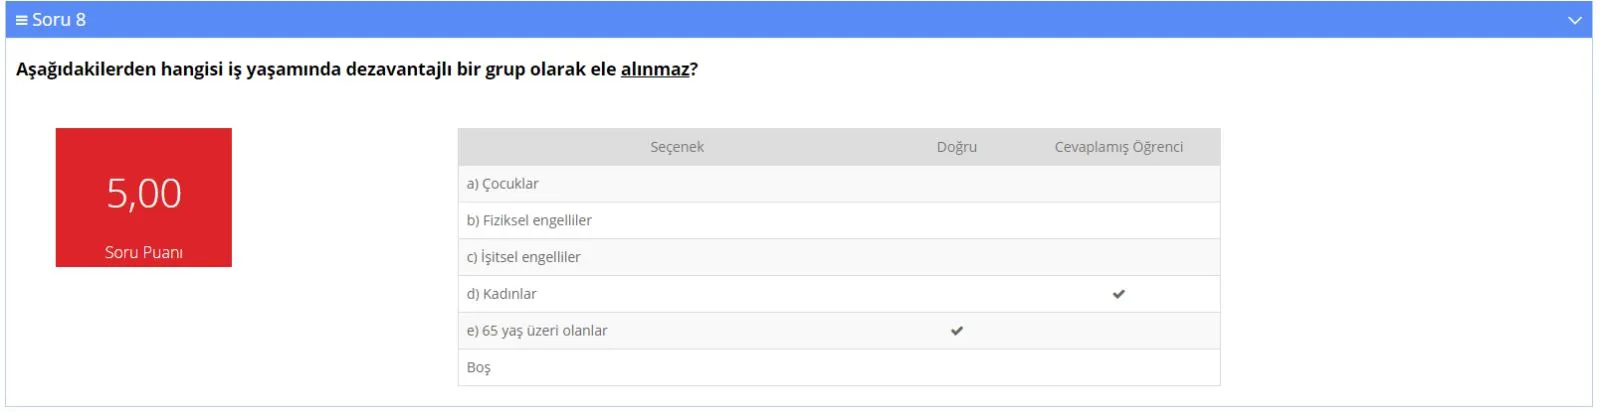 Soru 8
Aşağıdakilerden hangisi iş yaşamında dezavantajlı bir grup olarak ele alınmaz?
5,00
Soru Puanı
Seçenek Doğru Cevaplamış Öğrenci
a) Çocuklar
b) Fiziksel engelliler
c) İşitsel engelliler
d) Kadınlar
e) 65 yaş üzeri olanlar
Boş